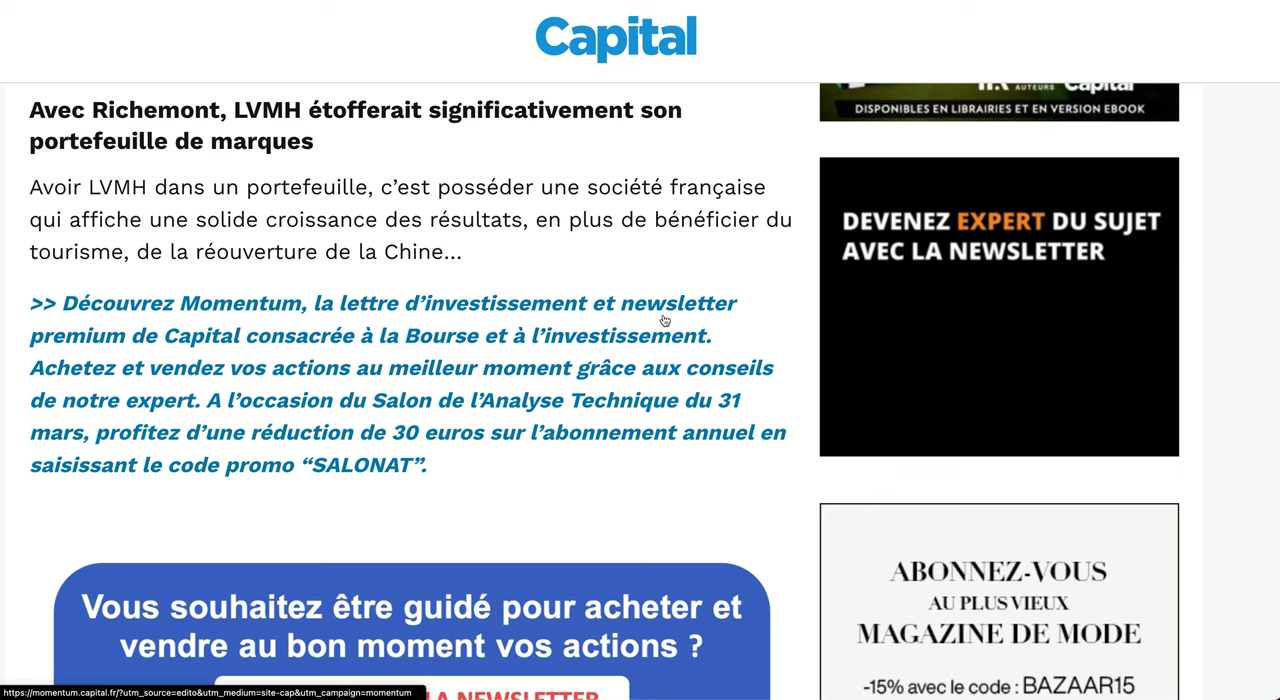 Capital
Avec Richemont, LVMH étofferait significativement son
portefeuille de marques
Avoir LVMH dans un portefeuille, c’est posséder une société française
qui affiche une solide croissance des résultats, en plus de bénéficier du
tourisme, de la réouverture de la Chine...
>> Découvrez Momentum, la lettre d’investissement et newsletter
premium de Capital consacrée à la Bourse et à l’investissement.
Achetez et vendez vos actions au meilleur moment grâce aux conseils
de notre expert. A l’occasion du Salon de l’Analyse Technique du 31
mars, profitez d’une réduction de 30 euros sur l’abonnement annuel en
saisissant le code promo “SALONAT”.
Vous souhaitez être guidé pour acheter et
vendre au bon moment vos actions ?
LA NEWSLETTER
https://momentum.capital.fr/?utm_source=edito&utm_medium=site-cap&utm_campaign=momentum
AUTEURS Capital
DISPONIBLES EN LIBRAIRIES ET EN VERSION EBOOK
DEVENEZ EXPERT DU SUJET
AVEC LA NEWSLETTER
ABONNEZ-VOUS
AU PLUS VIEUX
MAGAZINE DE MODE
-15% avec le code : BAZAAR15